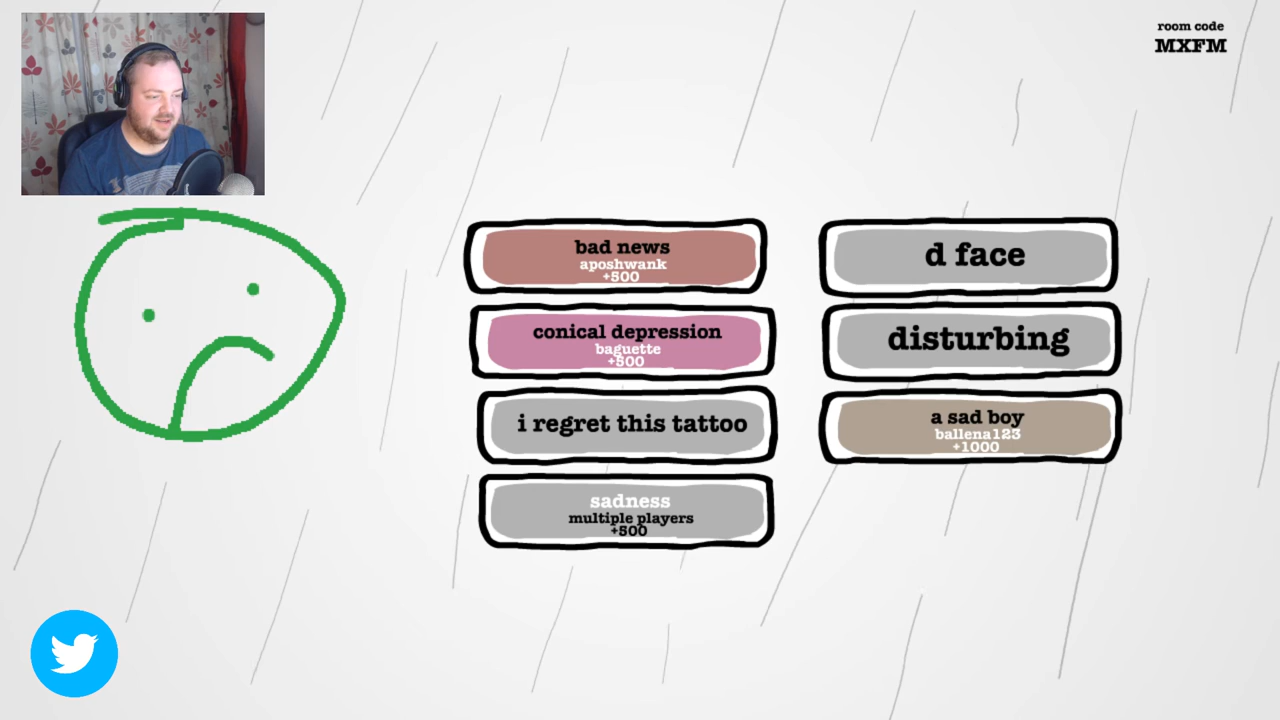 room code
MXFM
bad news
aposhwank
+500
conical depression
baguette
+500
i regret this tattoo
sadness
multiple players
+500
d face
disturbing
a sad boy
ballena123
+1000